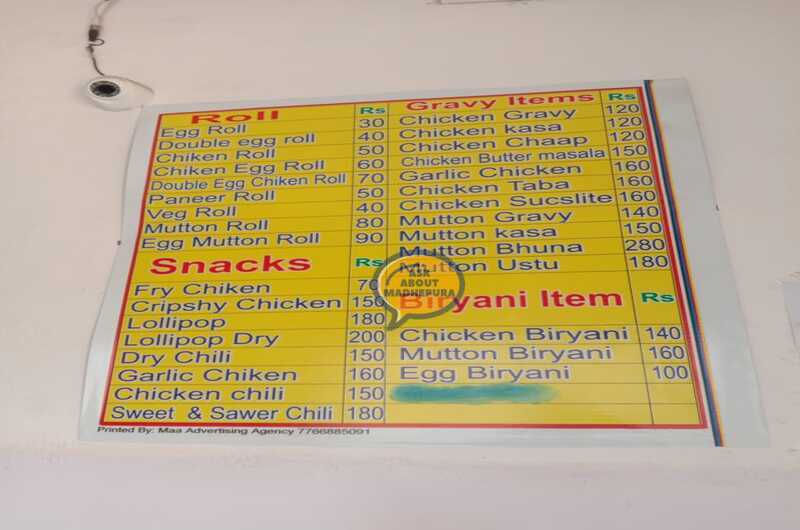 Roll Rs
Egg Roll 30
Double egg roll 40
Chiken Roll 50
Chiken Egg Roll 60
Double Egg Chiken Roll 70
Paneer Roll 50
Veg Roll 40
Mutton Roll 80
Egg Mutton Roll 90
Snacks Rs
Fry Chiken 70
Cripshy Chicken 150
Lollipop 180
Lollipop Dry 200
Dry Chili 150
Garlic Chiken 160
Chicken chili 150
Sweet & Sawer Chili 180
Gravy Items Rs
Chicken Gravy 120
Chicken kasa 120
Chicken Chaap 120
Chicken Butter masala 150
Garlic Chicken 160
Chicken Taba 160
Chicken Sucslite 160
Mutton Gravy 140
Mutton kasa 150
Mutton Bhuna 280
Mutton Ustu 180
Biryani Item Rs
Chicken Biryani 140
Mutton Biryani 160
Egg Biryani 100
ASK
ABOUT
MADHEPURA
Printed By: Maa Advertising Agency 7766885091